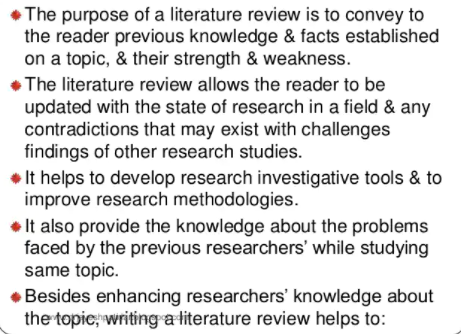 The purpose of a literature review is to convey to
the reader previous knowledge & facts established
on a topic, & their strength & weakness.
The literature review allows the reader to be
updated with the state of research in a field & any
contradictions that may exist with challenges
findings of other research studies.
It helps to develop research investigative tools & to
improve research methodologies.
It also provide the knowledge about the problems
faced by the previous researchers' while studying
same topic.
Besides enhancing researchers' knowledge about
the topic, writing a literature review helps to: